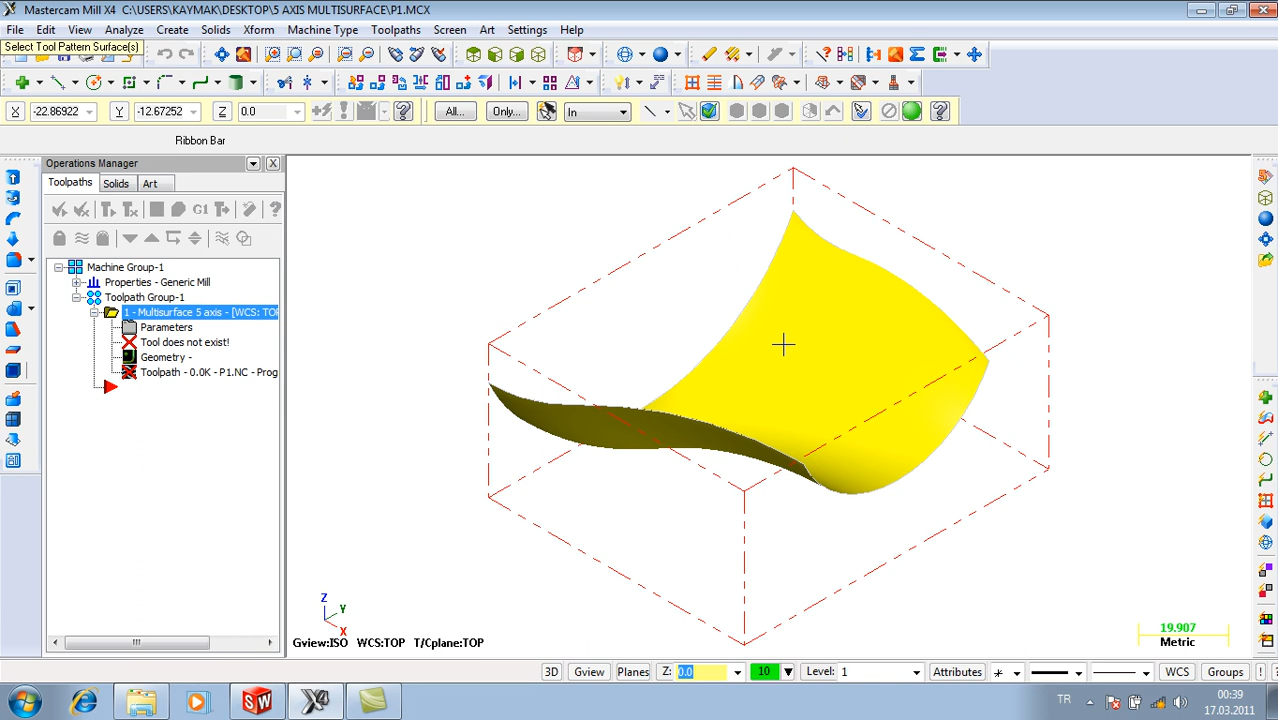 Mastercam Mill X4  C:\USERS\KAYMAK\DESKTOP\5 AXIS MULTISURFACE\P1.MCX
File Edit View Analyze Create Solids Xform Machine Type Toolpaths Screen Art Settings Help
Select Tool Pattern Surface(s)
X -22.86922 Y -12.67252 Z 0.0 All... Only... In
Ribbon Bar
Operations Manager
Toolpaths Solids Art
G1
Machine Group-1
Properties - Generic Mill
Toolpath Group-1
1 - Multisurface 5 axis - [WCS: TOP
Parameters
Tool does not exist!
Geometry -
Toolpath - 0.0K - P1.NC - Prog
Z
Y
X
Gview:ISO WCS:TOP T/Cplane:TOP
19.907
Metric
3D Gview Planes Z: 0.0 10 Level: 1 Attributes WCS Groups
TR
00:39
17.03.2011